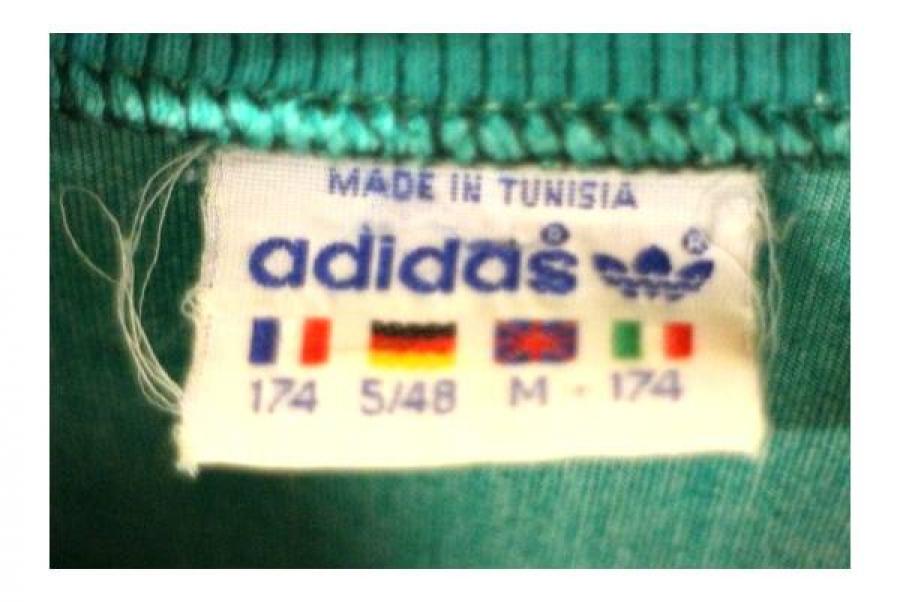 MADE IN TUNISIA
adidas® ®
174 5/48 M - 174